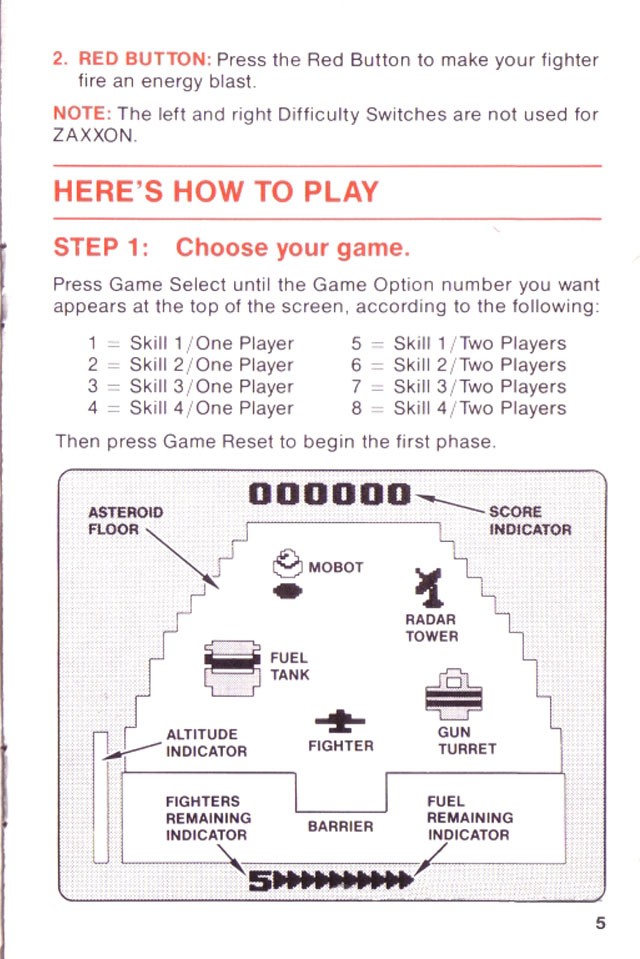 2. RED BUTTON: Press the Red Button to make your fighter
fire an energy blast.
NOTE: The left and right Difficulty Switches are not used for
ZAXXON.
HERE'S HOW TO PLAY
STEP 1: Choose your game.
Press Game Select until the Game Option number you want
appears at the top of the screen, according to the following:
1 = Skill 1/One Player
2 = Skill 2/One Player
3 = Skill 3/One Player
4 = Skill 4/One Player
5 = Skill 1/Two Players
6 = Skill 2/Two Players
7 = Skill 3/Two Players
8 = Skill 4/Two Players
Then press Game Reset to begin the first phase.
000000
ASTEROID
FLOOR
SCORE
INDICATOR
MOBOT
RADAR
TOWER
FUEL
TANK
ALTITUDE
INDICATOR
FIGHTER
GUN
TURRET
FIGHTERS
REMAINING
INDICATOR
BARRIER
FUEL
REMAINING
INDICATOR
5
5